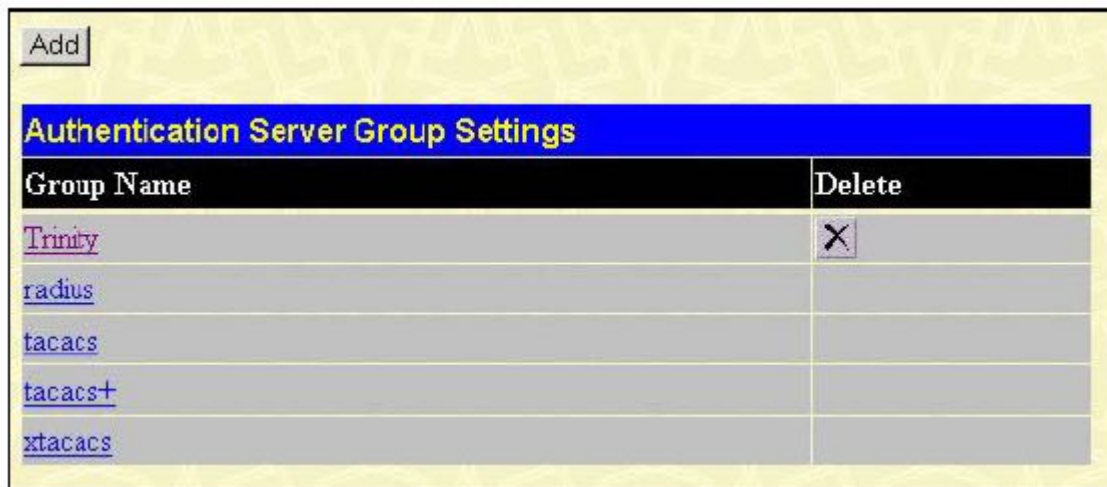 Add
Authentication Server Group Settings
Group Name Delete
Trinity
radius
tacacs
tacacs+
xtacacs